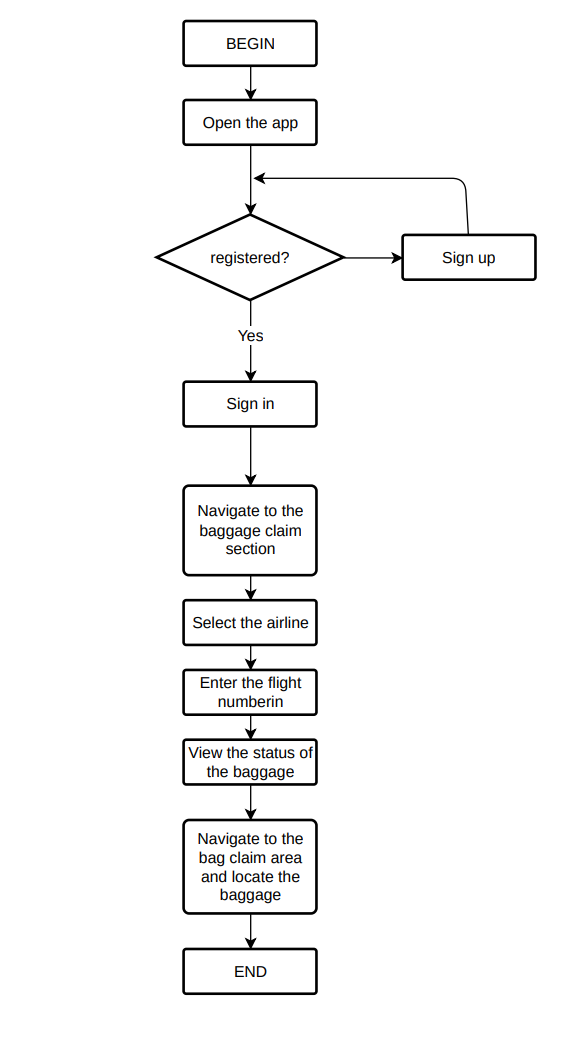 BEGIN
Open the app
registered?
Sign up
Yes
Sign in
Navigate to the
baggage claim
section
Select the airline
Enter the flight
numberin
View the status of
the baggage
Navigate to the
bag claim area
and locate the
baggage
END